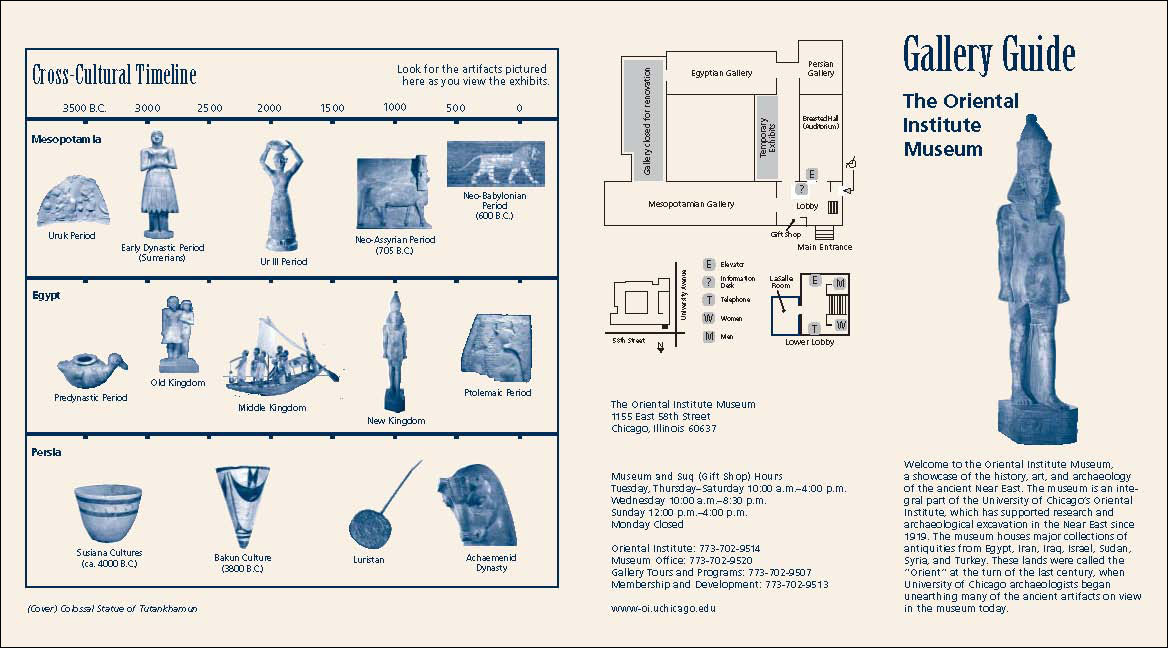 Cross-Cultural Timeline
Look for the artifacts pictured
here as you view the exhibits.
3500 B.C. 3000 2500 2000 1500 1000 500 0
Mesopotamia
Uruk Period
Early Dynastic Period
(Sumerians)
Ur III Period
Neo-Assyrian Period
(705 B.C.)
Neo-Babylonian
Period
(600 B.C.)
Egypt
Predynastic Period
Old Kingdom
Middle Kingdom
New Kingdom
Ptolemaic Period
Persia
Susiana Cultures
(ca. 4000 B.C.)
Bakun Culture
(3800 B.C.)
Luristan
Achaemenid
Dynasty
(Cover) Colossal Statue of Tutankhamun
Gallery closed for renovation
Egyptian Gallery
Persian
Gallery
Temporary
Exhibits
Breasted Hall
(Auditorium)
E
?
Mesopotamian Gallery
Lobby
Gift Shop
Main Entrance
University Avenue
58th Street
N
E Elevator
? Information
Desk
T Telephone
W Women
M Men
LaSalle
Room
E
M
T
W
Lower Lobby
The Oriental Institute Museum
1155 East 58th Street
Chicago, Illinois 60637
Museum and Suq (Gift Shop) Hours
Tuesday, Thursday–Saturday 10:00 a.m.–4:00 p.m.
Wednesday 10:00 a.m.–8:30 p.m.
Sunday 12:00 p.m.–4:00 p.m.
Monday Closed
Oriental Institute: 773-702-9514
Museum Office: 773-702-9520
Gallery Tours and Programs: 773-702-9507
Membership and Development: 773-702-9513
www-oi.uchicago.edu
Gallery Guide
The Oriental
Institute
Museum
Welcome to the Oriental Institute Museum,
a showcase of the history, art, and archaeology
of the ancient Near East. The museum is an inte-
gral part of the University of Chicago's Oriental
Institute, which has supported research and
archaeological excavation in the Near East since
1919. The museum houses major collections of
antiquities from Egypt, Iran, Iraq, Israel, Sudan,
Syria, and Turkey. These lands were called the
"Orient" at the turn of the last century, when
University of Chicago archaeologists began
unearthing many of the ancient artifacts on view
in the museum today.